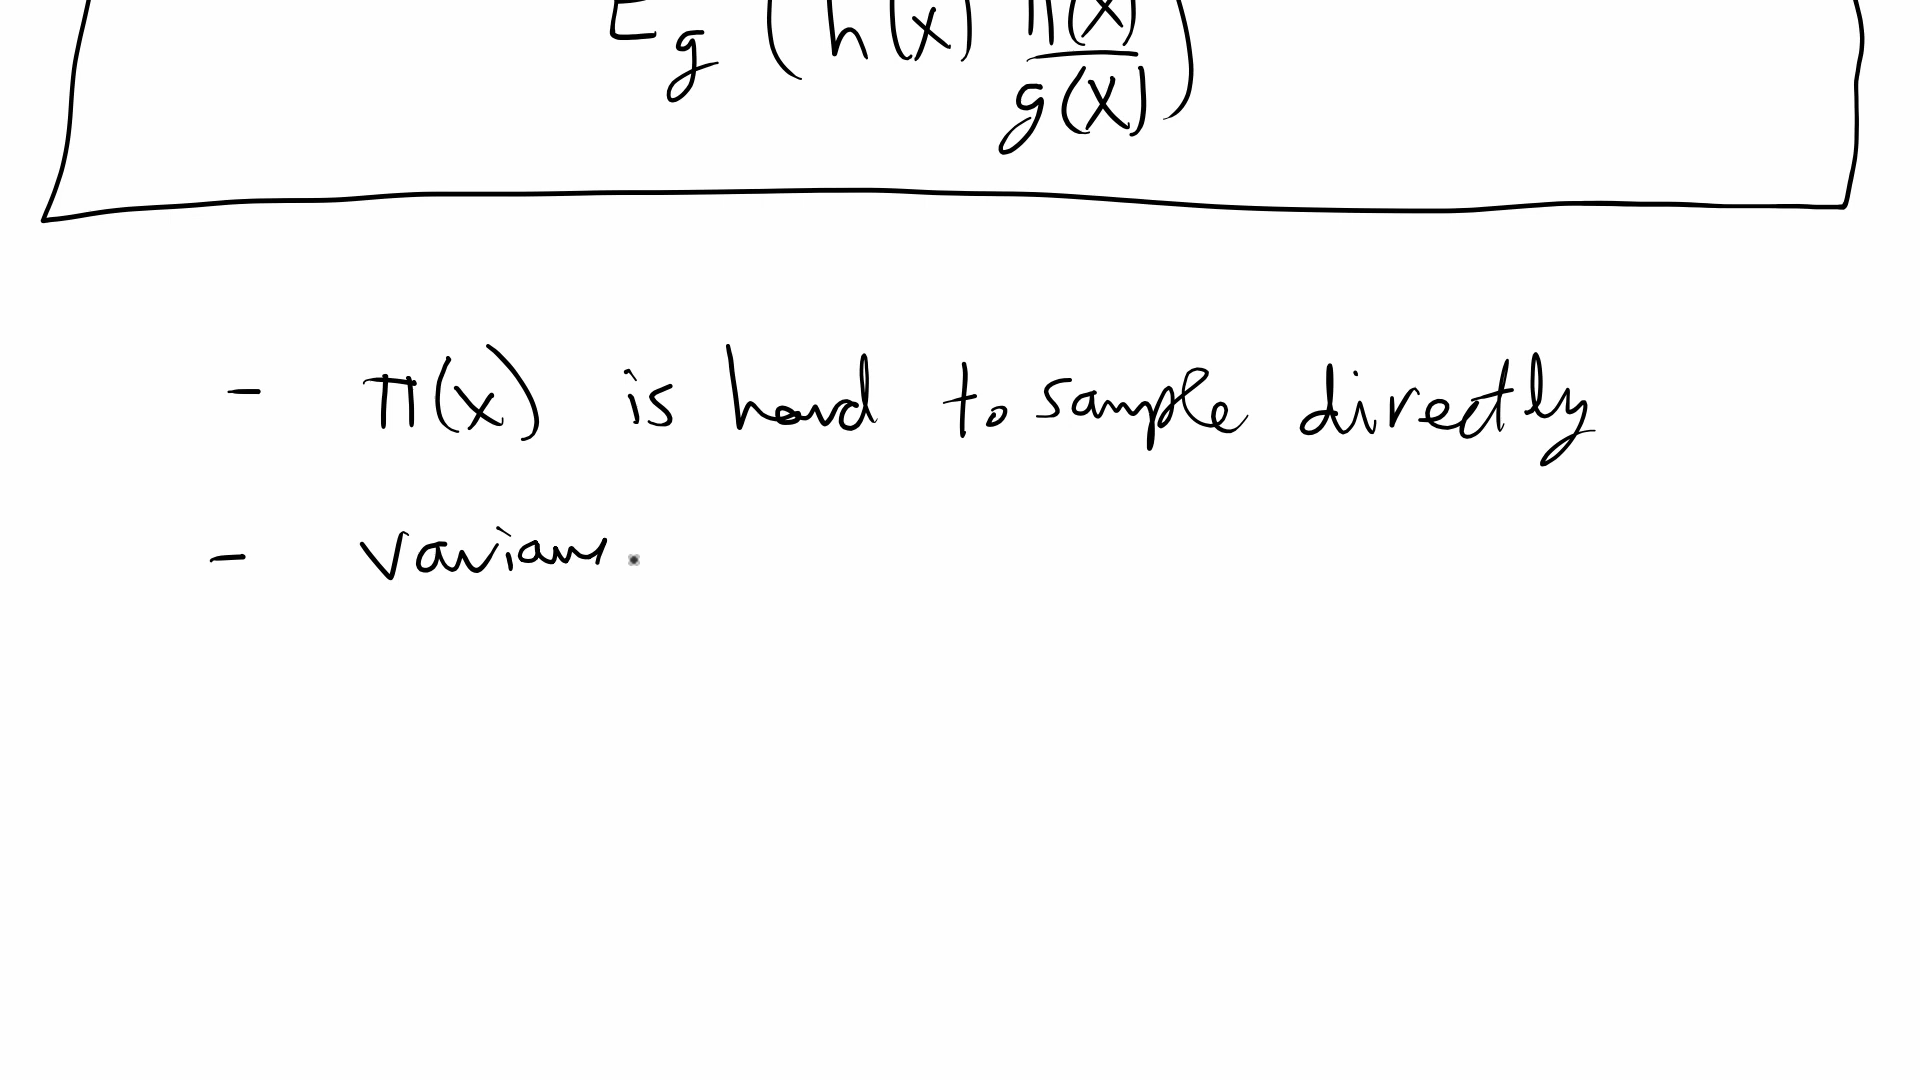 E_g ( h(x) π(x)/g(x) )
- π(x) is hard to sample directly
- varian